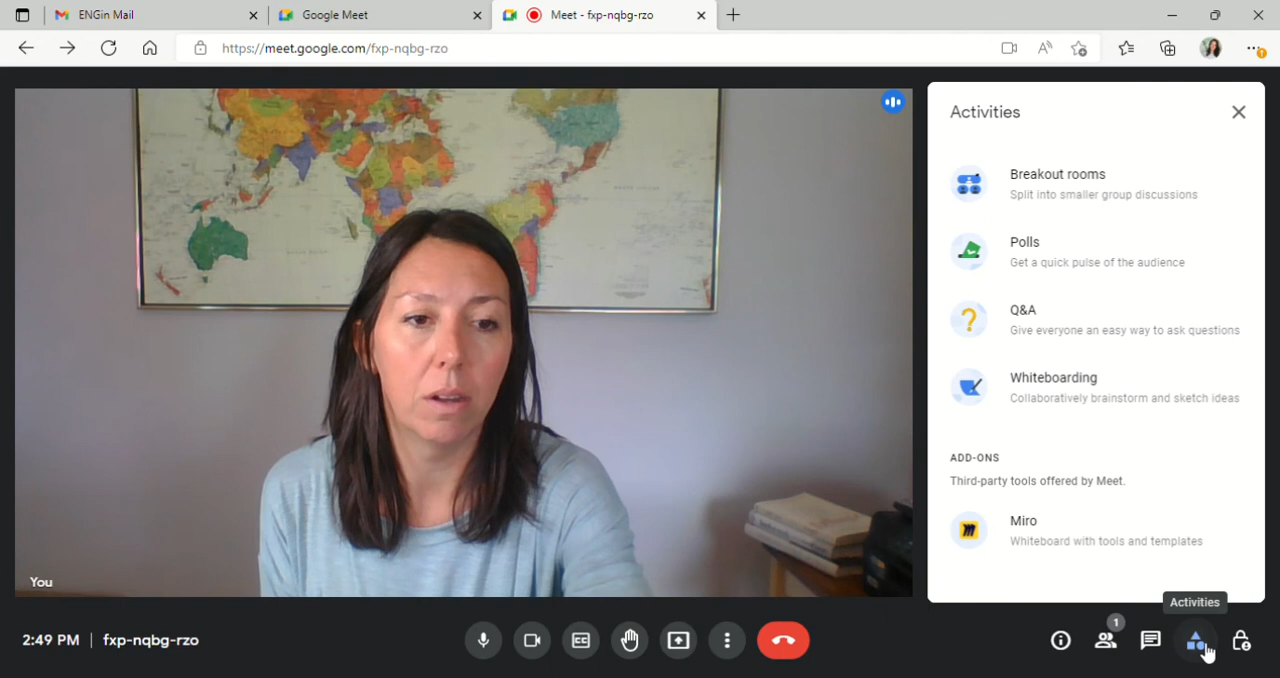 ENGin Mail
Google Meet
Meet - fxp-nqbg-rzo
https://meet.google.com/fxp-nqbg-rzo
Activities
Breakout rooms
Split into smaller group discussions
Polls
Get a quick pulse of the audience
Q&A
Give everyone an easy way to ask questions
Whiteboarding
Collaboratively brainstorm and sketch ideas
ADD-ONS
Third-party tools offered by Meet.
Miro
Whiteboard with tools and templates
You
Activities
2:49 PM | fxp-nqbg-rzo
1